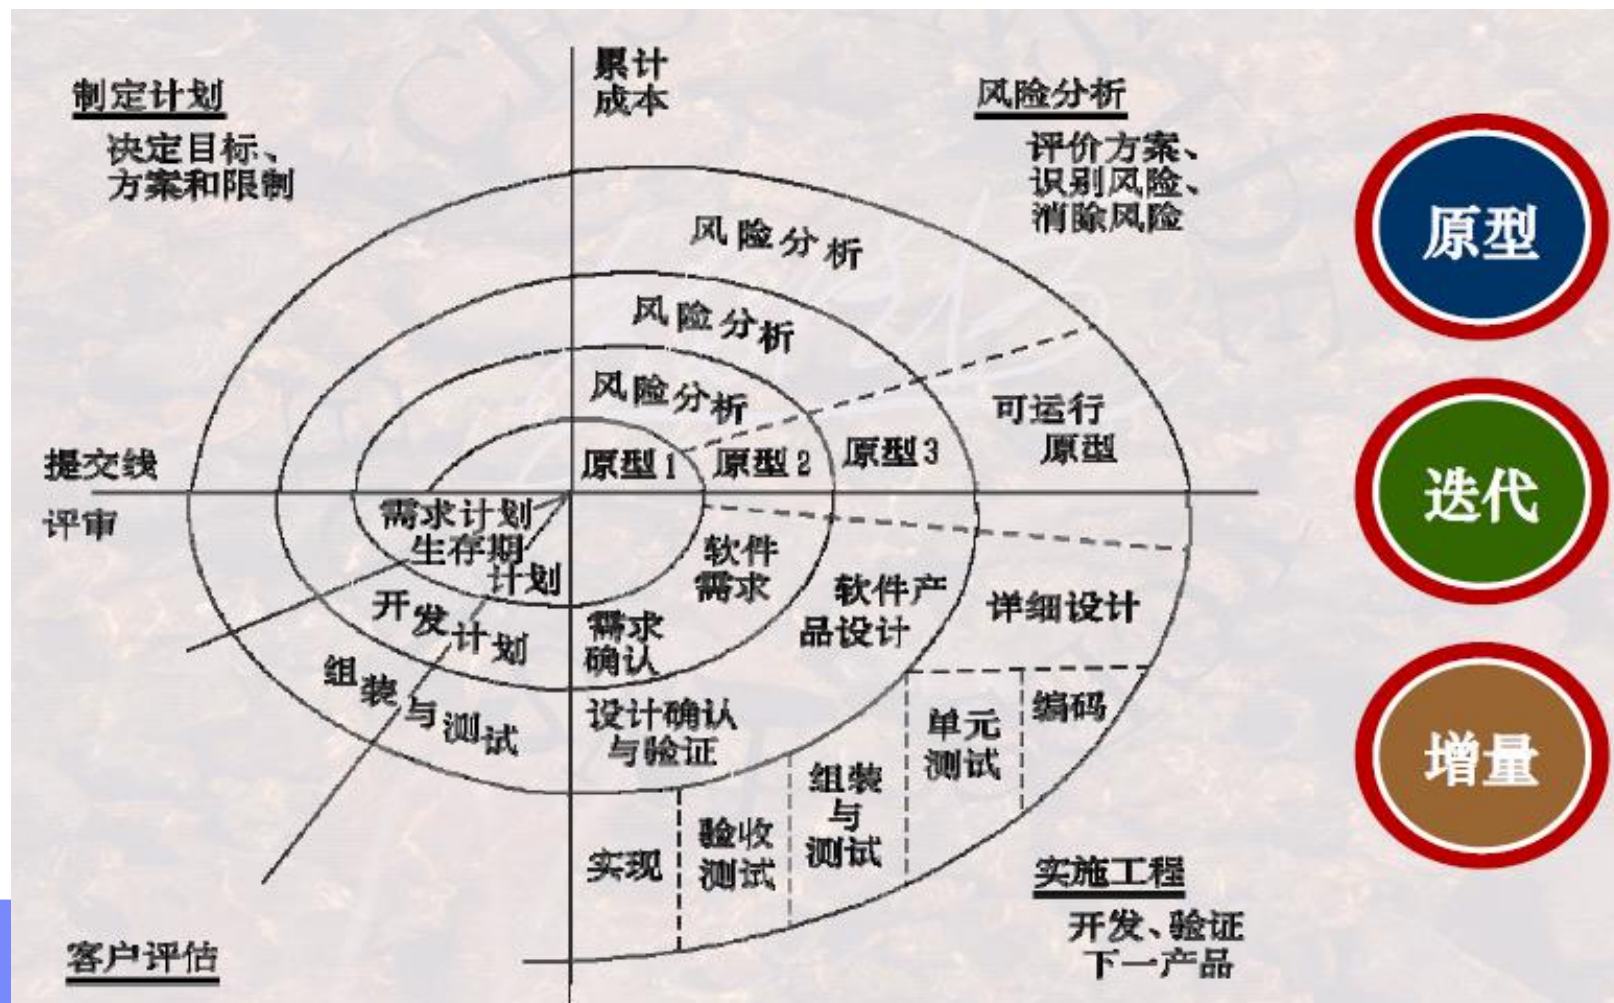 累计
成本
制定计划
决定目标、
方案和限制
风险分析
评价方案、
识别风险、
消除风险
风险分析
风险分析
风险分析
原型1
原型2
原型3
可运行
原型
提交线
评审
需求计划
生存期
计划
开发计划
组装与测试
软件
需求
需求
确认
软件产
品设计
详细设计
设计确认
与验证
编码
单元
测试
组装
与
测试
验收
测试
实现
客户评估
实施工程
开发、验证
下一产品
原型
迭代
增量